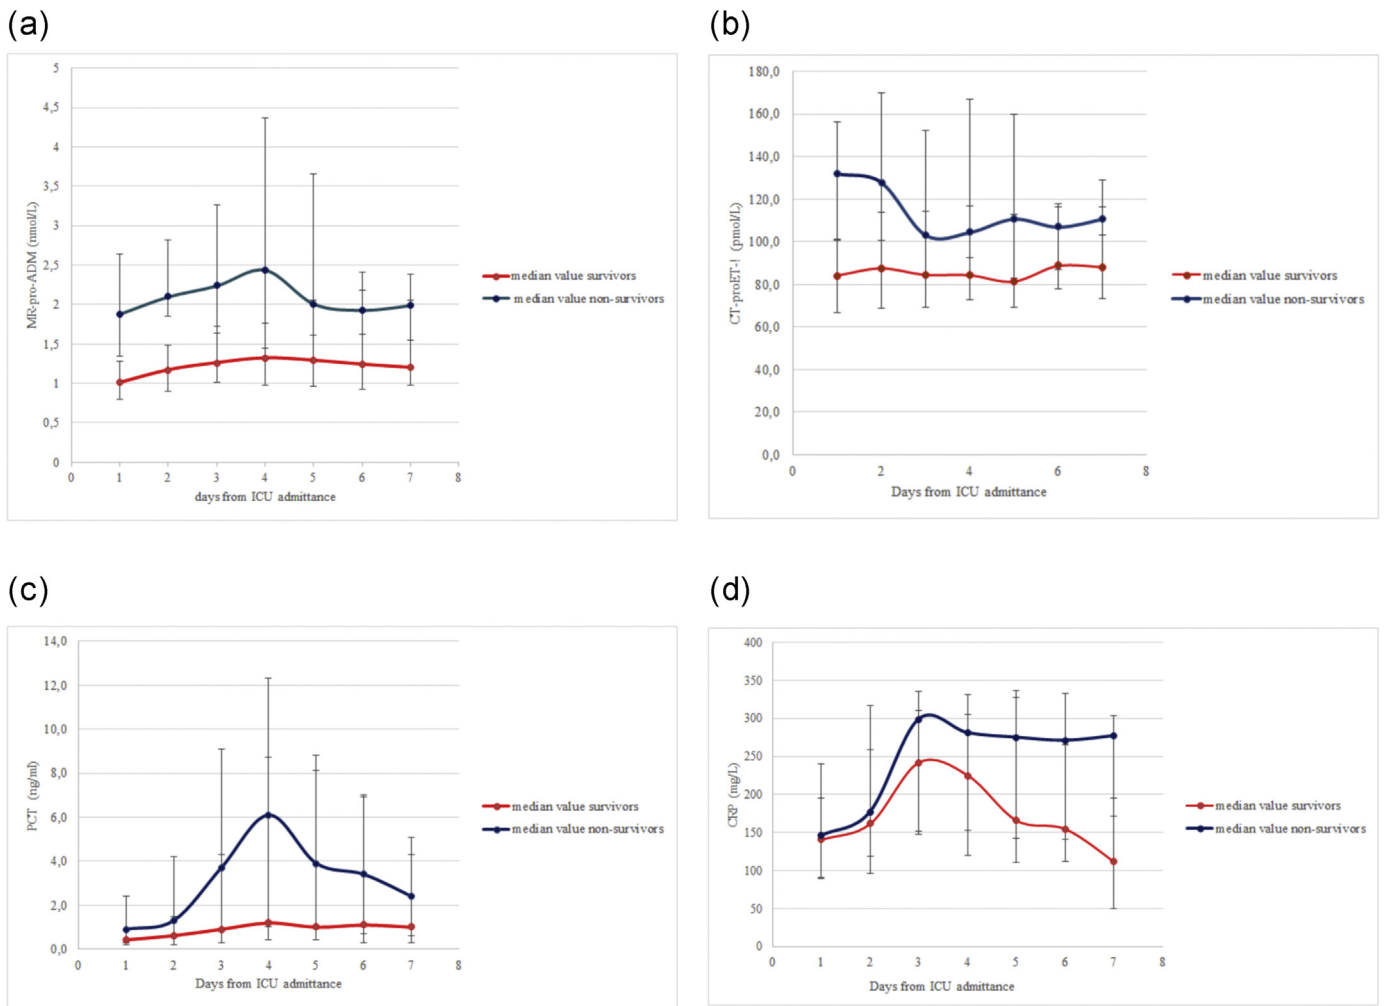 (a)
5
4,5
4
3,5
3
2,5
2
1,5
1
0,5
0
MR-pro-ADM (nmol/L)
0 1 2 3 4 5 6 7 8
days from ICU admittance
median value survivors
median value non-survivors
(b)
180,0
160,0
140,0
120,0
100,0
80,0
60,0
40,0
20,0
0,0
CT-proET-! (pmol/L)
0 2 4 6 8
Days from ICU admittance
median value survivors
median value non-survivors
(c)
14,0
12,0
10,0
8,0
6,0
4,0
2,0
0,0
PCT (ng/ml)
0 1 2 3 4 5 6 7 8
Days from ICU admittance
median value survivors
median value non-survivors
(d)
400
350
300
250
200
150
100
50
0
CRP (mg/L)
0 1 2 3 4 5 6 7 8
Days from ICU admittance
median value survivors
median value non-survivors